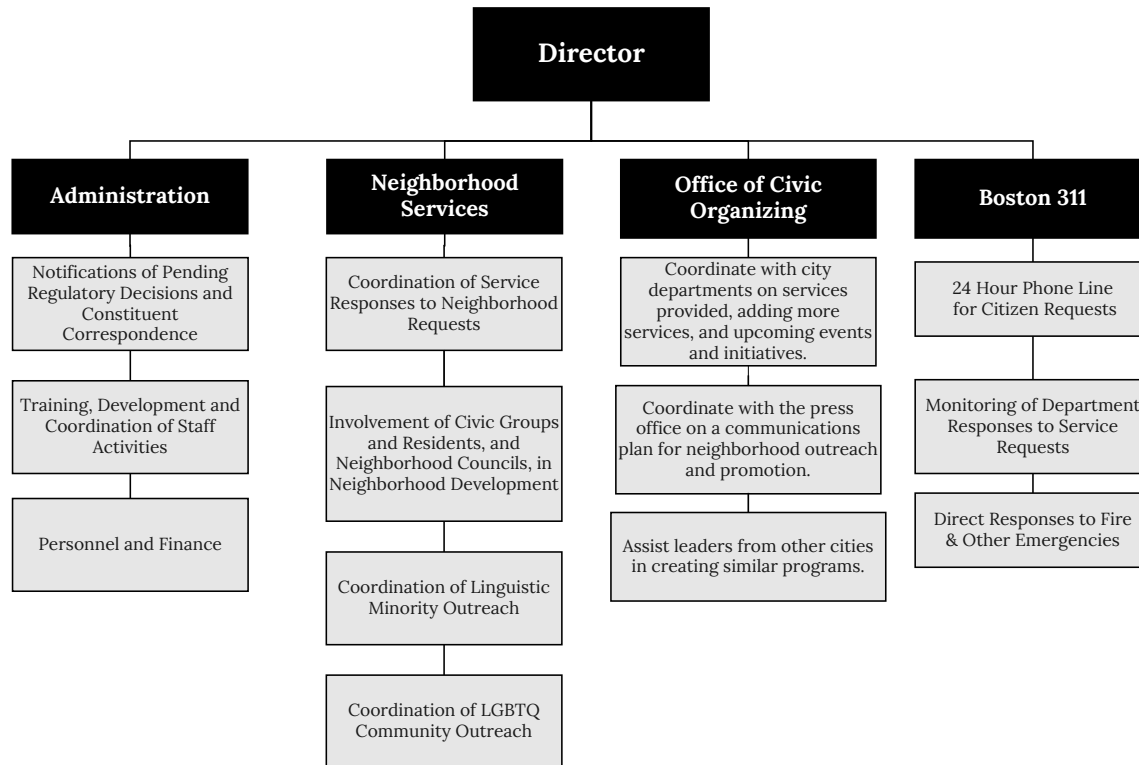 Director
Administration
Notifications of Pending
Regulatory Decisions and
Constituent
Correspondence
Training, Development and
Coordination of Staff
Activities
Personnel and Finance
Neighborhood
Services
Coordination of Service
Responses to Neighborhood
Requests
Involvement of Civic Groups
and Residents, and
Neighborhood Councils, in
Neighborhood Development
Coordination of Linguistic
Minority Outreach
Coordination of LGBTQ
Community Outreach
Office of Civic
Organizing
Coordinate with city
departments on services
provided, adding more
services, and upcoming events
and initiatives.
Coordinate with the press
office on a communications
plan for neighborhood outreach
and promotion.
Assist leaders from other cities
in creating similar programs.
Boston 311
24 Hour Phone Line
for Citizen Requests
Monitoring of Department
Responses to Service
Requests
Direct Responses to Fire
& Other Emergencies